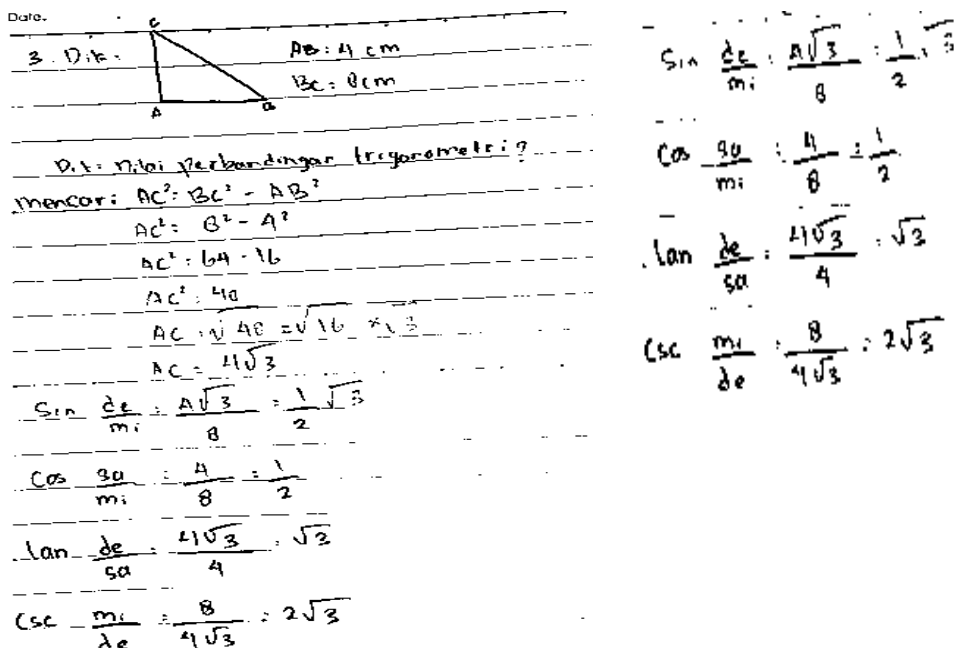 Date.
C
3. Dik:
AB: 4 cm
BC: 8 cm
A B
Dit: nilai perbandingan trigonometri?
mencari AC² = BC² - AB²
AC² = 8² - 4²
AC² = 64 - 16
AC² = 48
AC = √48 = √16 × √3
AC = 4√3
Sin de/mi = 4√3/8 = 1/2 √3
Cos sa/mi = 4/8 = 1/2
tan de/sa = 4√3/4 = √3
Csc mi/de = 8/4√3 = 2√3
Sin de/mi = 4√3/8 = 1/2 √3
Cos sa/mi = 4/8 = 1/2
tan de/sa = 4√3/4 = √3
Csc mi/de = 8/4√3 = 2√3